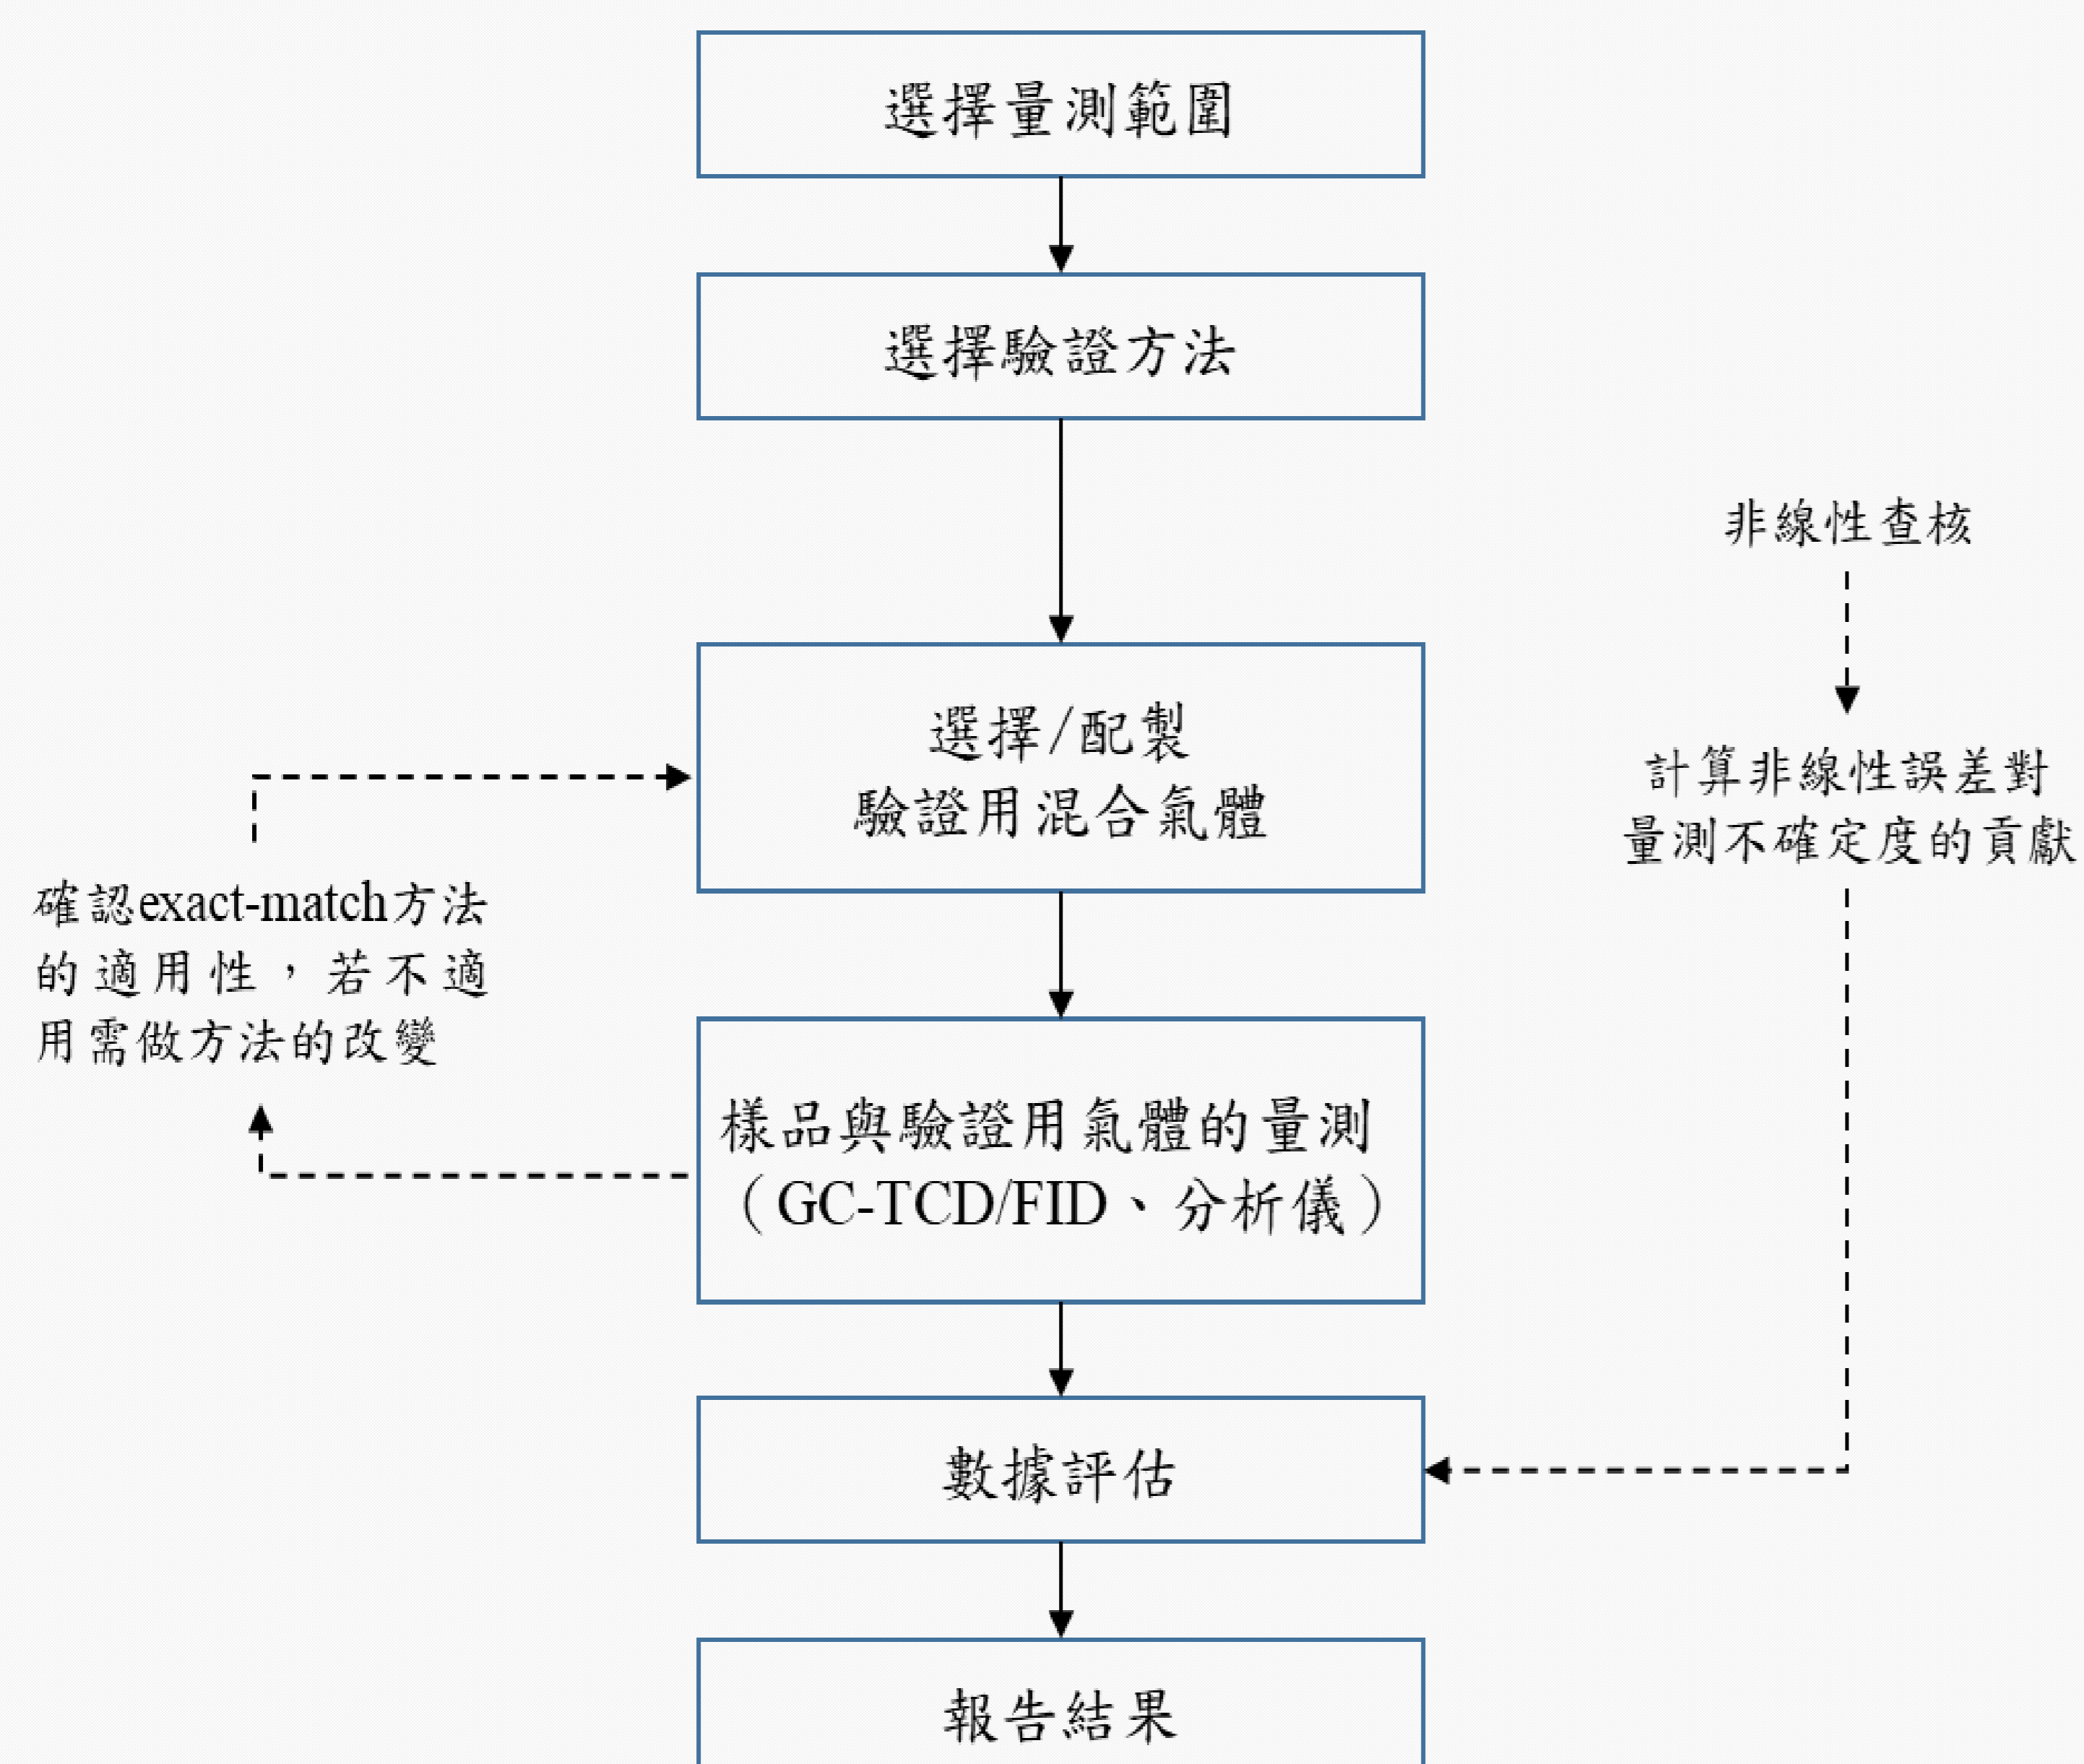 選擇量測範圍
選擇驗證方法
非線性查核
選擇/配製
驗證用混合氣體
計算非線性誤差對
量測不確定度的貢獻
確認exact-match方法
的適用性，若不適
用需做方法的改變
樣品與驗證用氣體的量測
（GC-TCD/FID、分析儀）
數據評估
報告結果